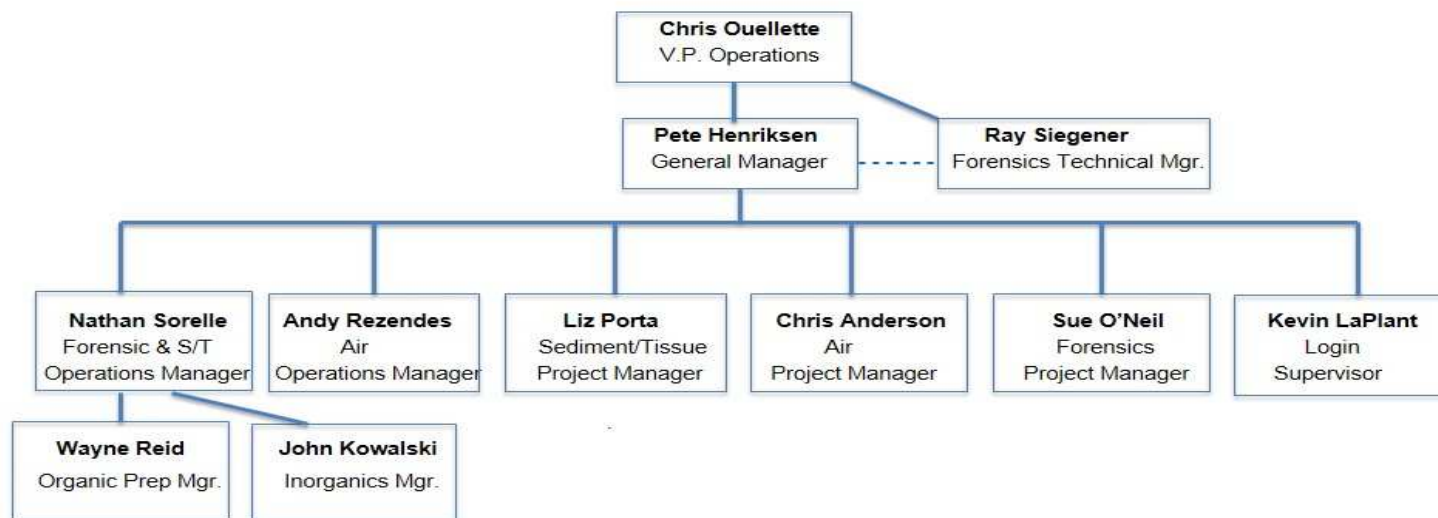 Chris Ouellette
V.P. Operations
Pete Henriksen
General Manager
Ray Siegener
Forensics Technical Mgr.
Nathan Sorelle
Forensic & S/T
Operations Manager
Andy Rezendes
Air
Operations Manager
Liz Porta
Sediment/Tissue
Project Manager
Chris Anderson
Air
Project Manager
Sue O’Neil
Forensics
Project Manager
Kevin LaPlant
Login
Supervisor
Wayne Reid
Organic Prep Mgr.
John Kowalski
Inorganics Mgr.